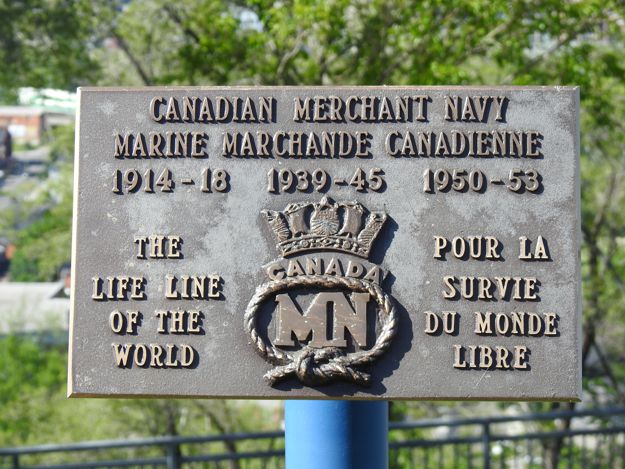 CANADIAN MERCHANT NAVY
MARINE MARCHANDE CANADIENNE
1914-18 1939-45 1950-53
THE
LIFE LINE
OF THE
WORLD
CANADA
MN
POUR LA
SURVIE
DU MONDE
LIBRE